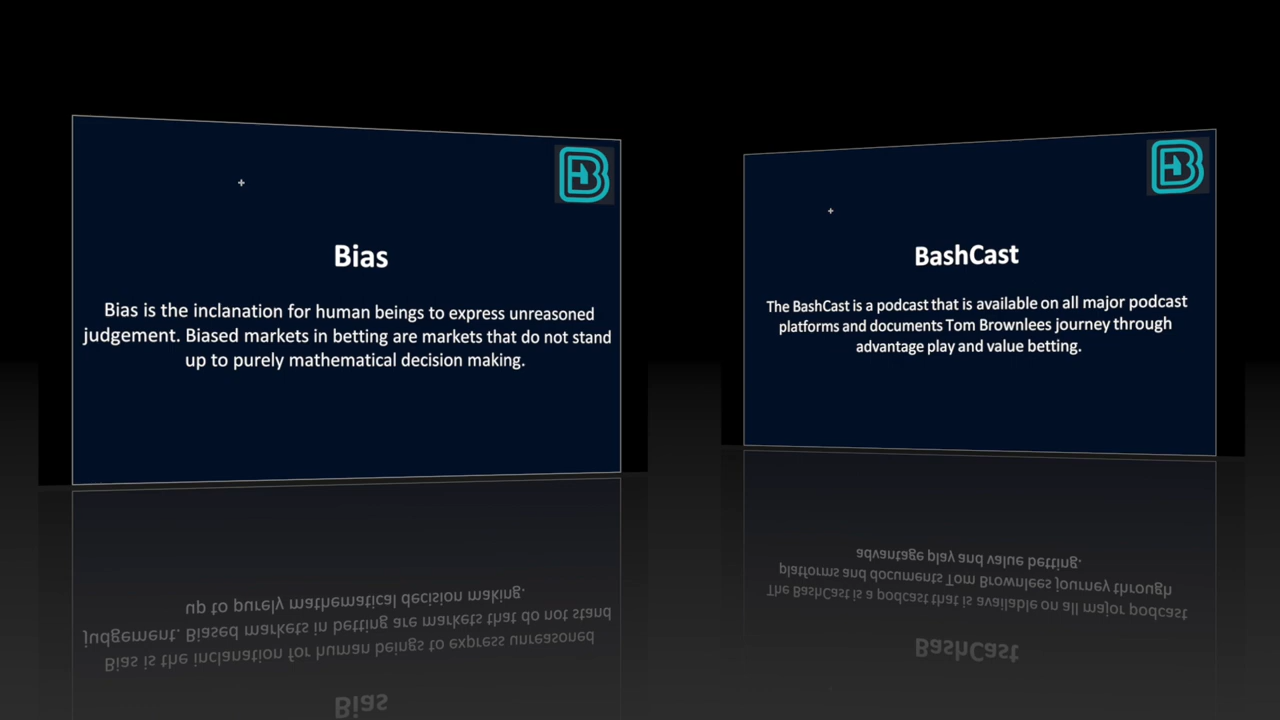 Bias
Bias is the inclanation for human beings to express unreasoned
judgement. Biased markets in betting are markets that do not stand
up to purely mathematical decision making.
BashCast
The BashCast is a podcast that is available on all major podcast
platforms and documents Tom Brownlees journey through
advantage play and value betting.